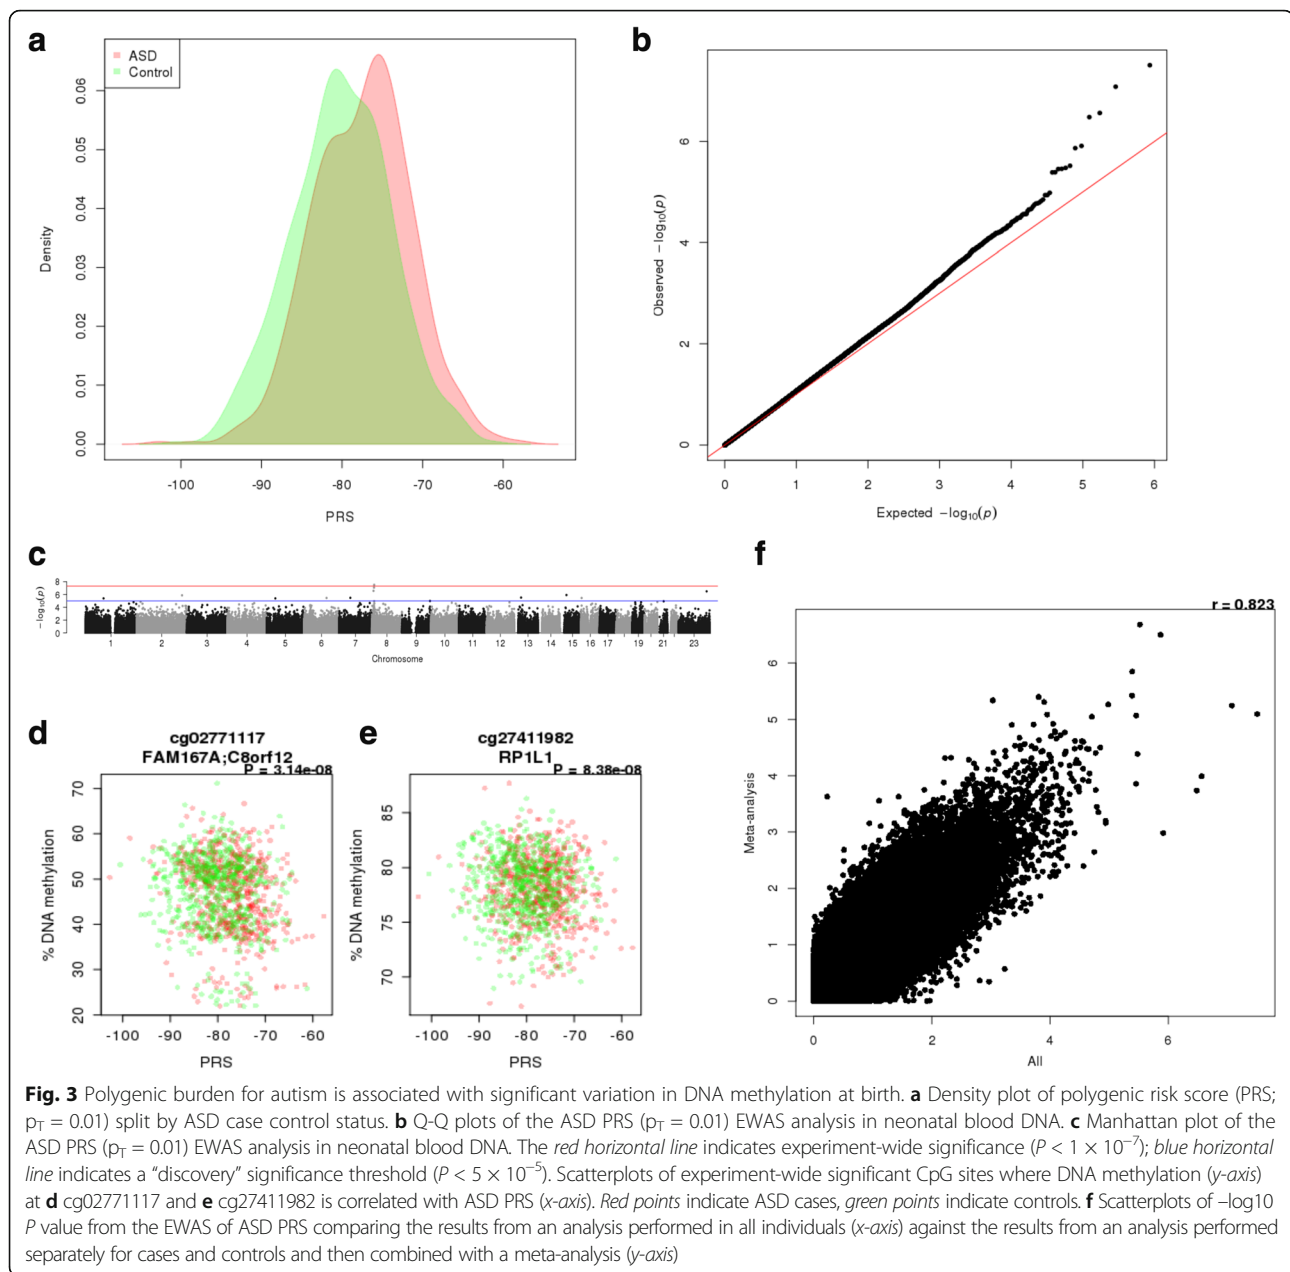 a
ASD
Control
0.00
0.01
0.02
0.03
0.04
0.05
0.06
Density
-100
-90
-80
-70
-60
PRS
b
0
2
4
6
Observed −log10(p)
0
1
2
3
4
5
6
Expected −log10(p)
c
8
6
4
2
0
−log10(p)
1
2
3
4
5
6
7
8
9
10
11
12
13
14
15
16
17
19
21
23
Chromosome
d
cg02771117
FAM167A;C8orf12
P = 3.14e-08
20
30
40
50
60
70
% DNA methylation
-100
-90
-80
-70
-60
PRS
e
cg27411982
RP1L1
P = 8.38e-08
70
75
80
85
% DNA methylation
-100
-90
-80
-70
-60
PRS
f
r = 0.823
0
1
2
3
4
5
6
Meta-analysis
0
2
4
6
All
Fig. 3 Polygenic burden for autism is associated with significant variation in DNA methylation at birth. a Density plot of polygenic risk score (PRS;
pT = 0.01) split by ASD case control status. b Q-Q plots of the ASD PRS (pT = 0.01) EWAS analysis in neonatal blood DNA. c Manhattan plot of the
ASD PRS (pT = 0.01) EWAS analysis in neonatal blood DNA. The red horizontal line indicates experiment-wide significance (P < 1 × 10⁻⁷); blue horizontal
line indicates a “discovery” significance threshold (P < 5 × 10⁻⁵). Scatterplots of experiment-wide significant CpG sites where DNA methylation (y-axis)
at d cg02771117 and e cg27411982 is correlated with ASD PRS (x-axis). Red points indicate ASD cases, green points indicate controls. f Scatterplots of –log10
P value from the EWAS of ASD PRS comparing the results from an analysis performed in all individuals (x-axis) against the results from an analysis performed
separately for cases and controls and then combined with a meta-analysis (y-axis)